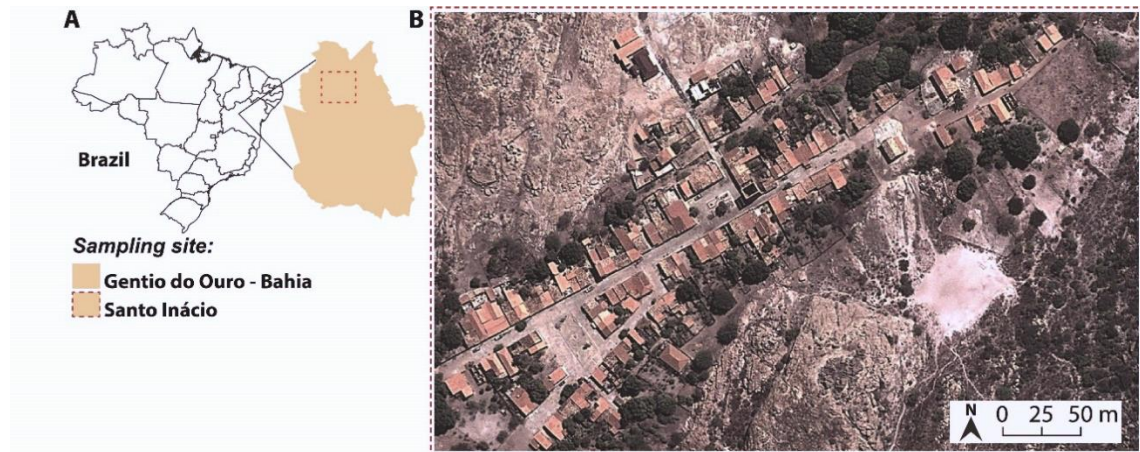 A
B
Brazil
Sampling site:
Gentio do Ouro - Bahia
Santo Inácio
N
0 25 50 m